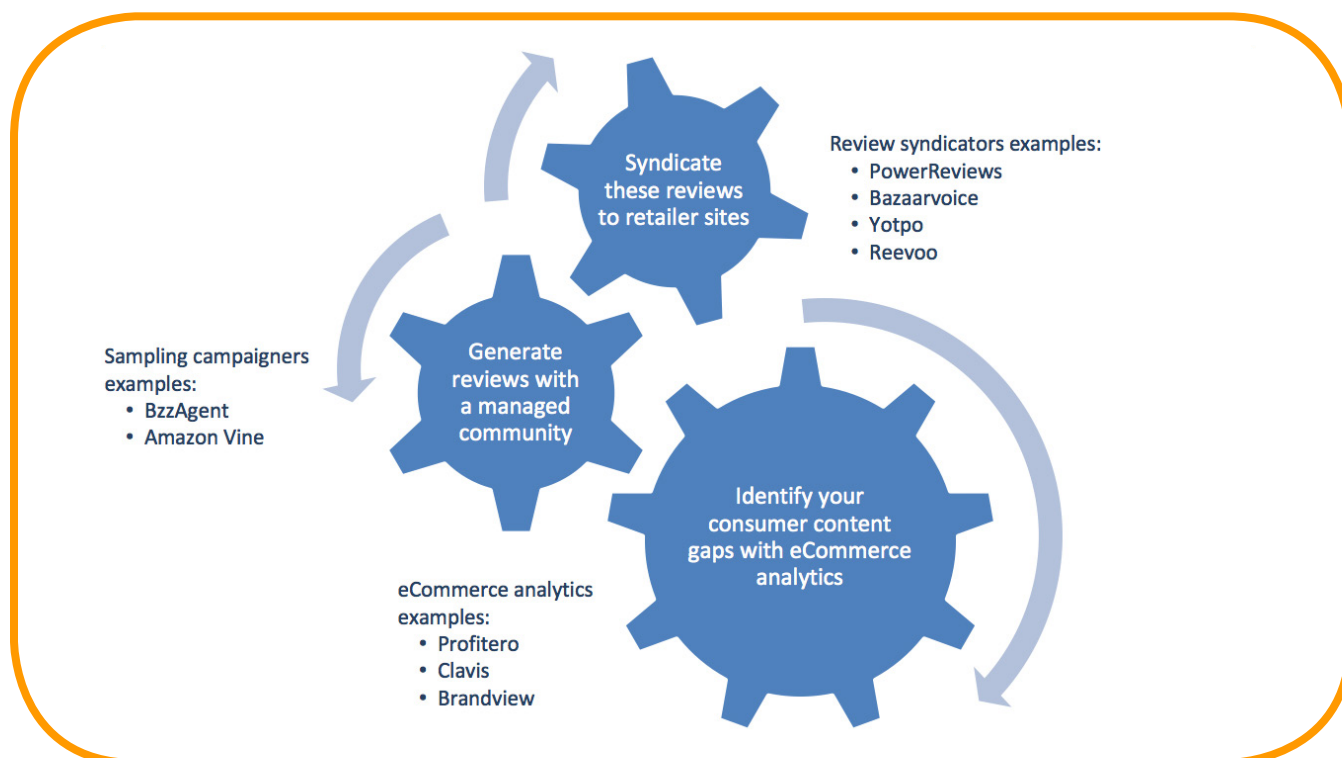 Syndicate
these reviews
to retailer sites
Review syndicators examples:
• PowerReviews
• Bazaarvoice
• Yotpo
• Reevoo
Generate
reviews with
a managed
community
Sampling campaigners
examples:
• BzzAgent
• Amazon Vine
Identify your
consumer content
gaps with eCommerce
analytics
eCommerce analytics
examples:
• Profitero
• Clavis
• Brandview